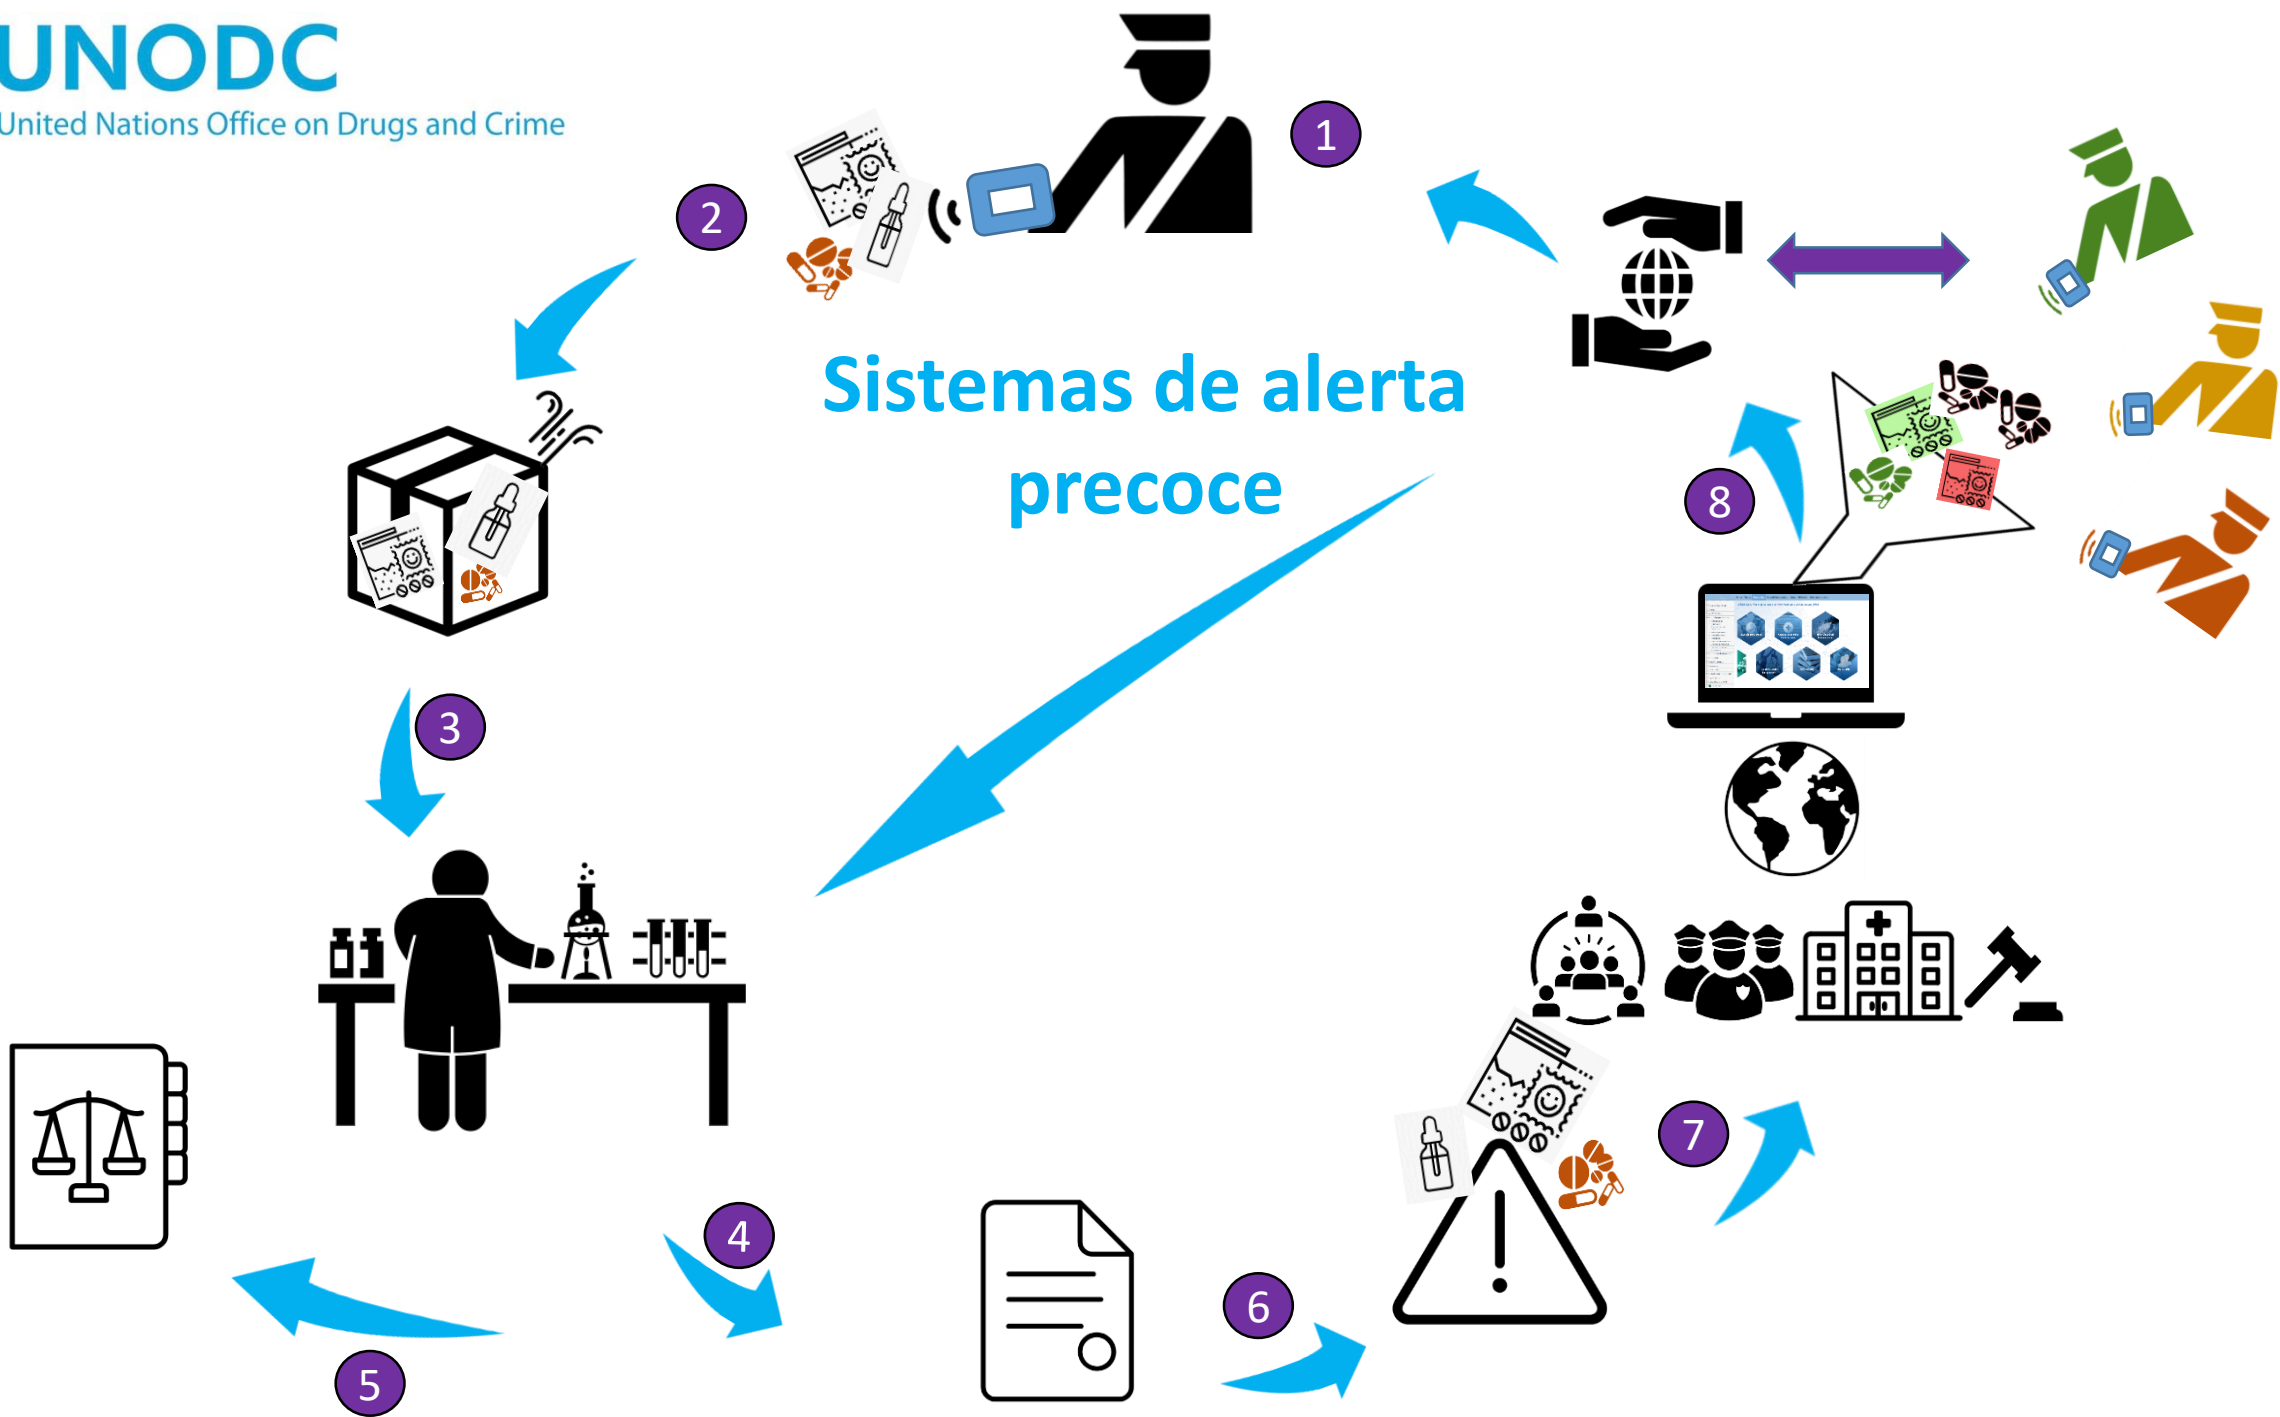 UNODC
United Nations Office on Drugs and Crime
1
2
Sistemas de alerta
precoce
8
3
7
4
6
5